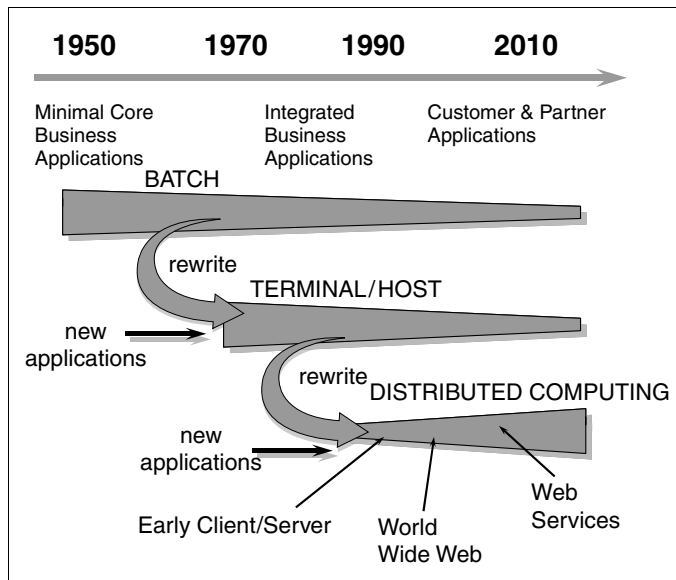 1950 1970 1990 2010
Minimal Core
Business
Applications
Integrated
Business
Applications
Customer & Partner
Applications
BATCH
rewrite
TERMINAL/HOST
new
applications
rewrite
DISTRIBUTED COMPUTING
new
applications
Early Client/Server
World
Wide Web
Web
Services